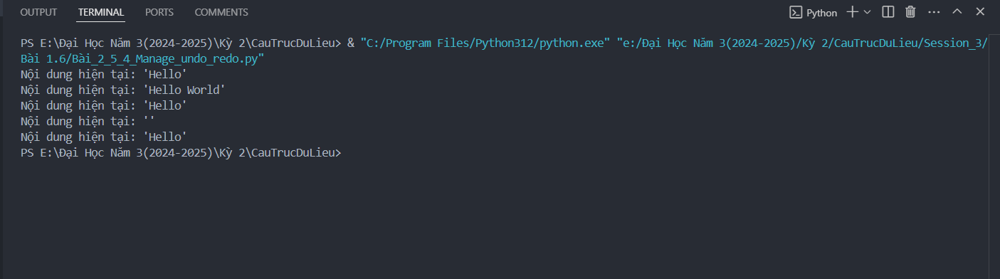 OUTPUT TERMINAL PORTS COMMENTS Python
PS E:\Đại Học Năm 3(2024-2025)\Kỳ 2\CauTrucDuLieu> & "C:/Program Files/Python312/python.exe" "e:/Đại Học Năm 3(2024-2025)/Kỳ 2/CauTrucDuLieu/Session_3/
Bài 1.6/Bài_2_5_4_Manage_undo_redo.py"
Nội dung hiện tại: 'Hello'
Nội dung hiện tại: 'Hello World'
Nội dung hiện tại: 'Hello'
Nội dung hiện tại: ''
Nội dung hiện tại: 'Hello'
PS E:\Đại Học Năm 3(2024-2025)\Kỳ 2\CauTrucDuLieu>